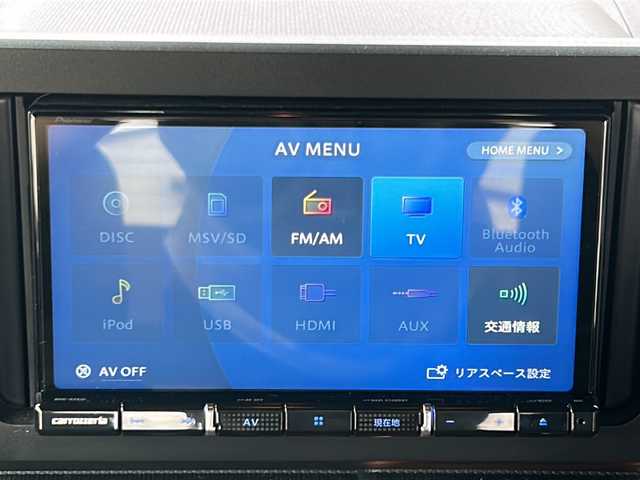 Pioneer
AV MENU
HOME MENU >
DISC
MSV/SD
FM/AM
TV
Bluetooth Audio
iPod
USB
HDMI
AUX
交通情報
AV OFF
リアスペース設定
carrozzeria
AV
現在地